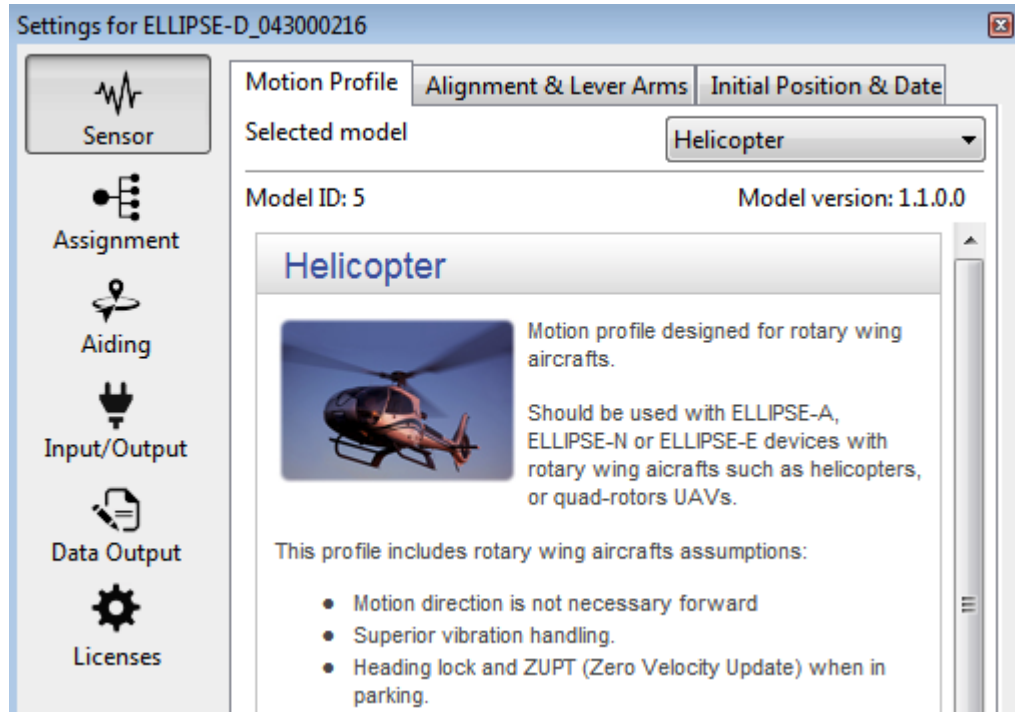 Settings for ELLIPSE-D_043000216
Sensor
Assignment
Aiding
Input/Output
Data Output
Licenses
Motion Profile
Alignment & Lever Arms
Initial Position & Date
Selected model
Helicopter
Model ID: 5
Model version: 1.1.0.0
Helicopter
Motion profile designed for rotary wing
aircrafts.
Should be used with ELLIPSE-A,
ELLIPSE-N or ELLIPSE-E devices with
rotary wing aicrafts such as helicopters,
or quad-rotors UAVs.
This profile includes rotary wing aircrafts assumptions:
Motion direction is not necessary forward
Superior vibration handling.
Heading lock and ZUPT (Zero Velocity Update) when in
parking.